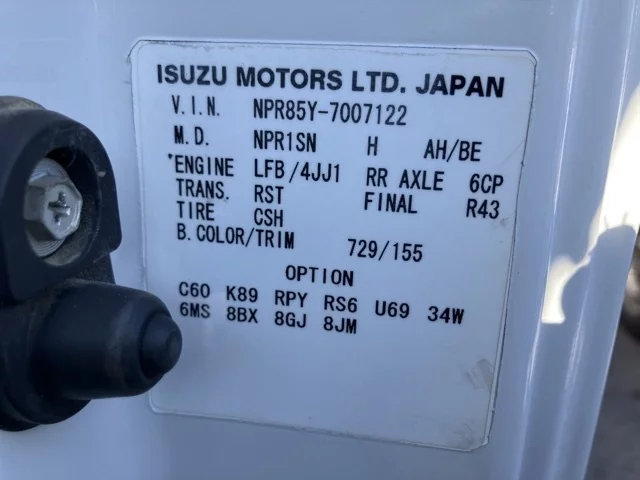 ISUZU MOTORS LTD. JAPAN
V.I.N. NPR85Y-7007122
M.D. NPR1SN H AH/BE
*ENGINE LFB/4JJ1 RR AXLE 6CP
TRANS. RST FINAL R43
TIRE CSH
B.COLOR/TRIM 729/155
OPTION
C60 K89 RPY RS6 U69 34W
6MS 8BX 8GJ 8JM